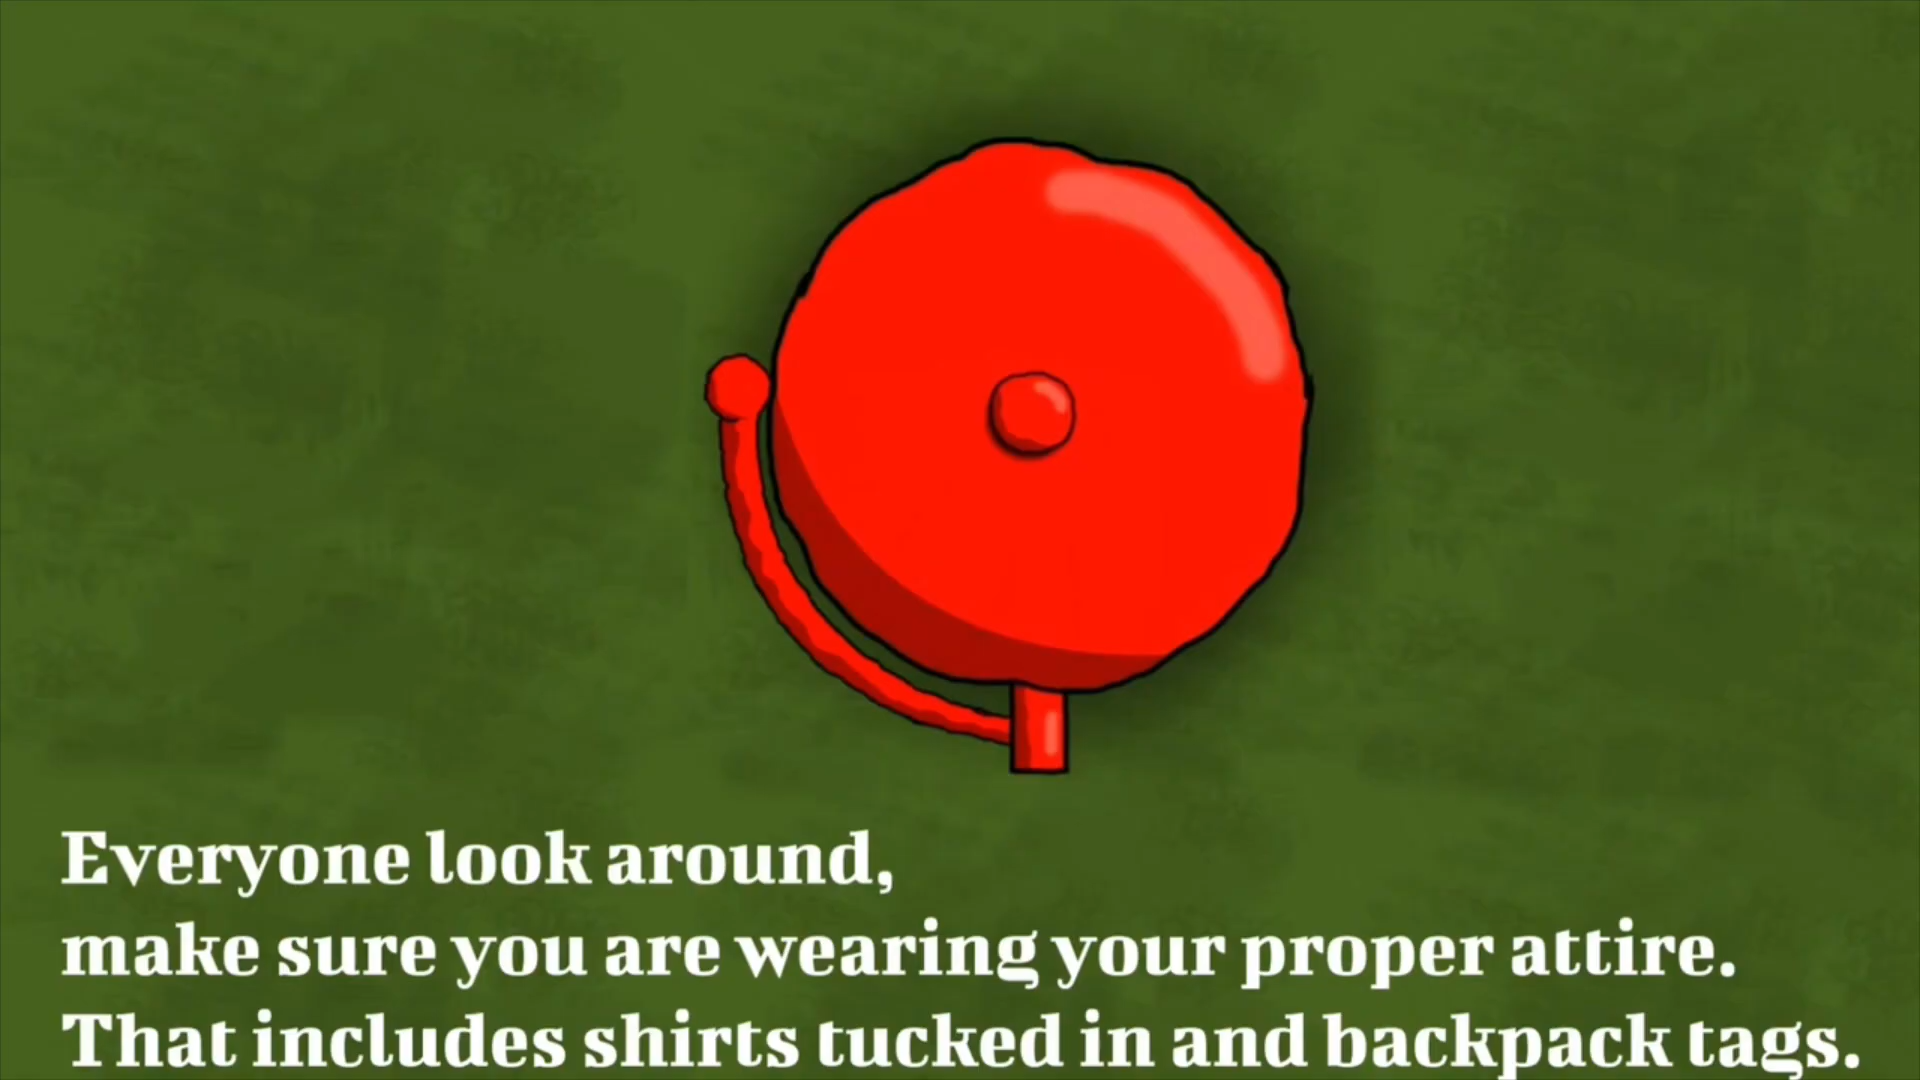 Everyone look around,
make sure you are wearing your proper attire.
That includes shirts tucked in and backpack tags.